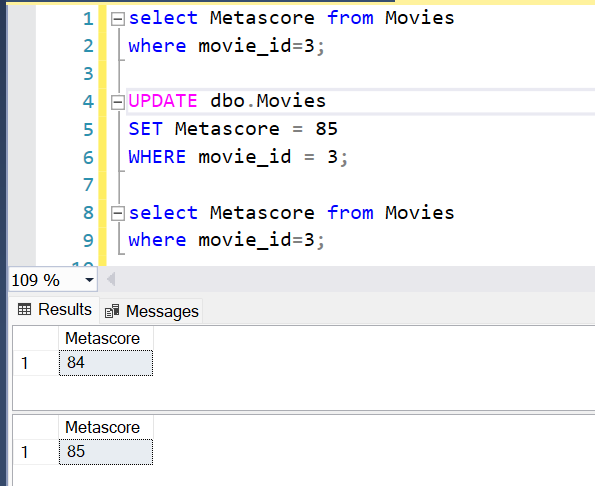 1 select Metascore from Movies
2 where movie_id=3;
3
4 UPDATE dbo.Movies
5 SET Metascore = 85
6 WHERE movie_id = 3;
7
8 select Metascore from Movies
9 where movie_id=3;
10
109 %
Results Messages
Metascore
1 84
Metascore
1 85